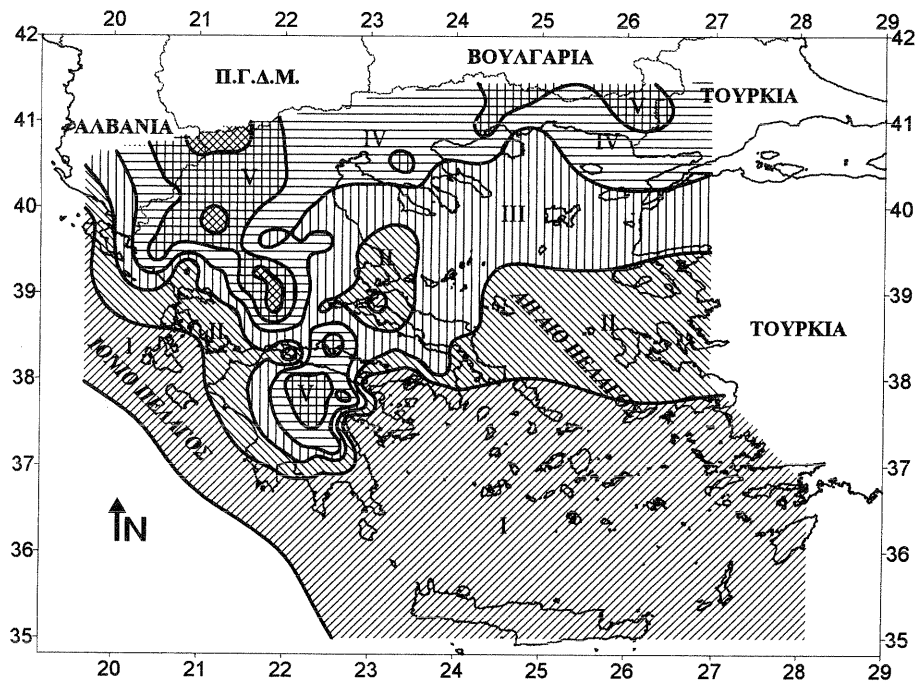 20 21 22 23 24 25 26 27 28 29
42 42
ΒΟΥΛΓΑΡΙΑ
Π.Γ.Δ.Μ.
ΤΟΥΡΚΙΑ
V
41 41
ΑΛΒΑΝΙΑ
IV
IV
V
40 40
III
II
39 39
II
ΑΙΓΑΙΟ ΠΕΛΑΓΟΣ
II
ΤΟΥΡΚΙΑ
I
ΙΟΝΙΟ ΠΕΛΑΓΟΣ
38 38
V
37 37
N
I
36 36
35 35
20 21 22 23 24 25 26 27 28 29